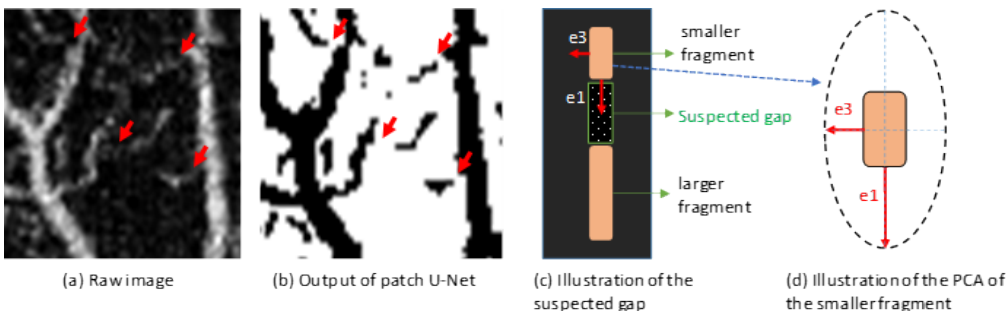 e3
smaller
fragment
e1
Suspected gap
larger
fragment
e3
e1
(a) Raw image
(b) Output of patch U-Net
(c) Illustration of the
suspected gap
(d) Illustration of the PCA of
the smaller fragment